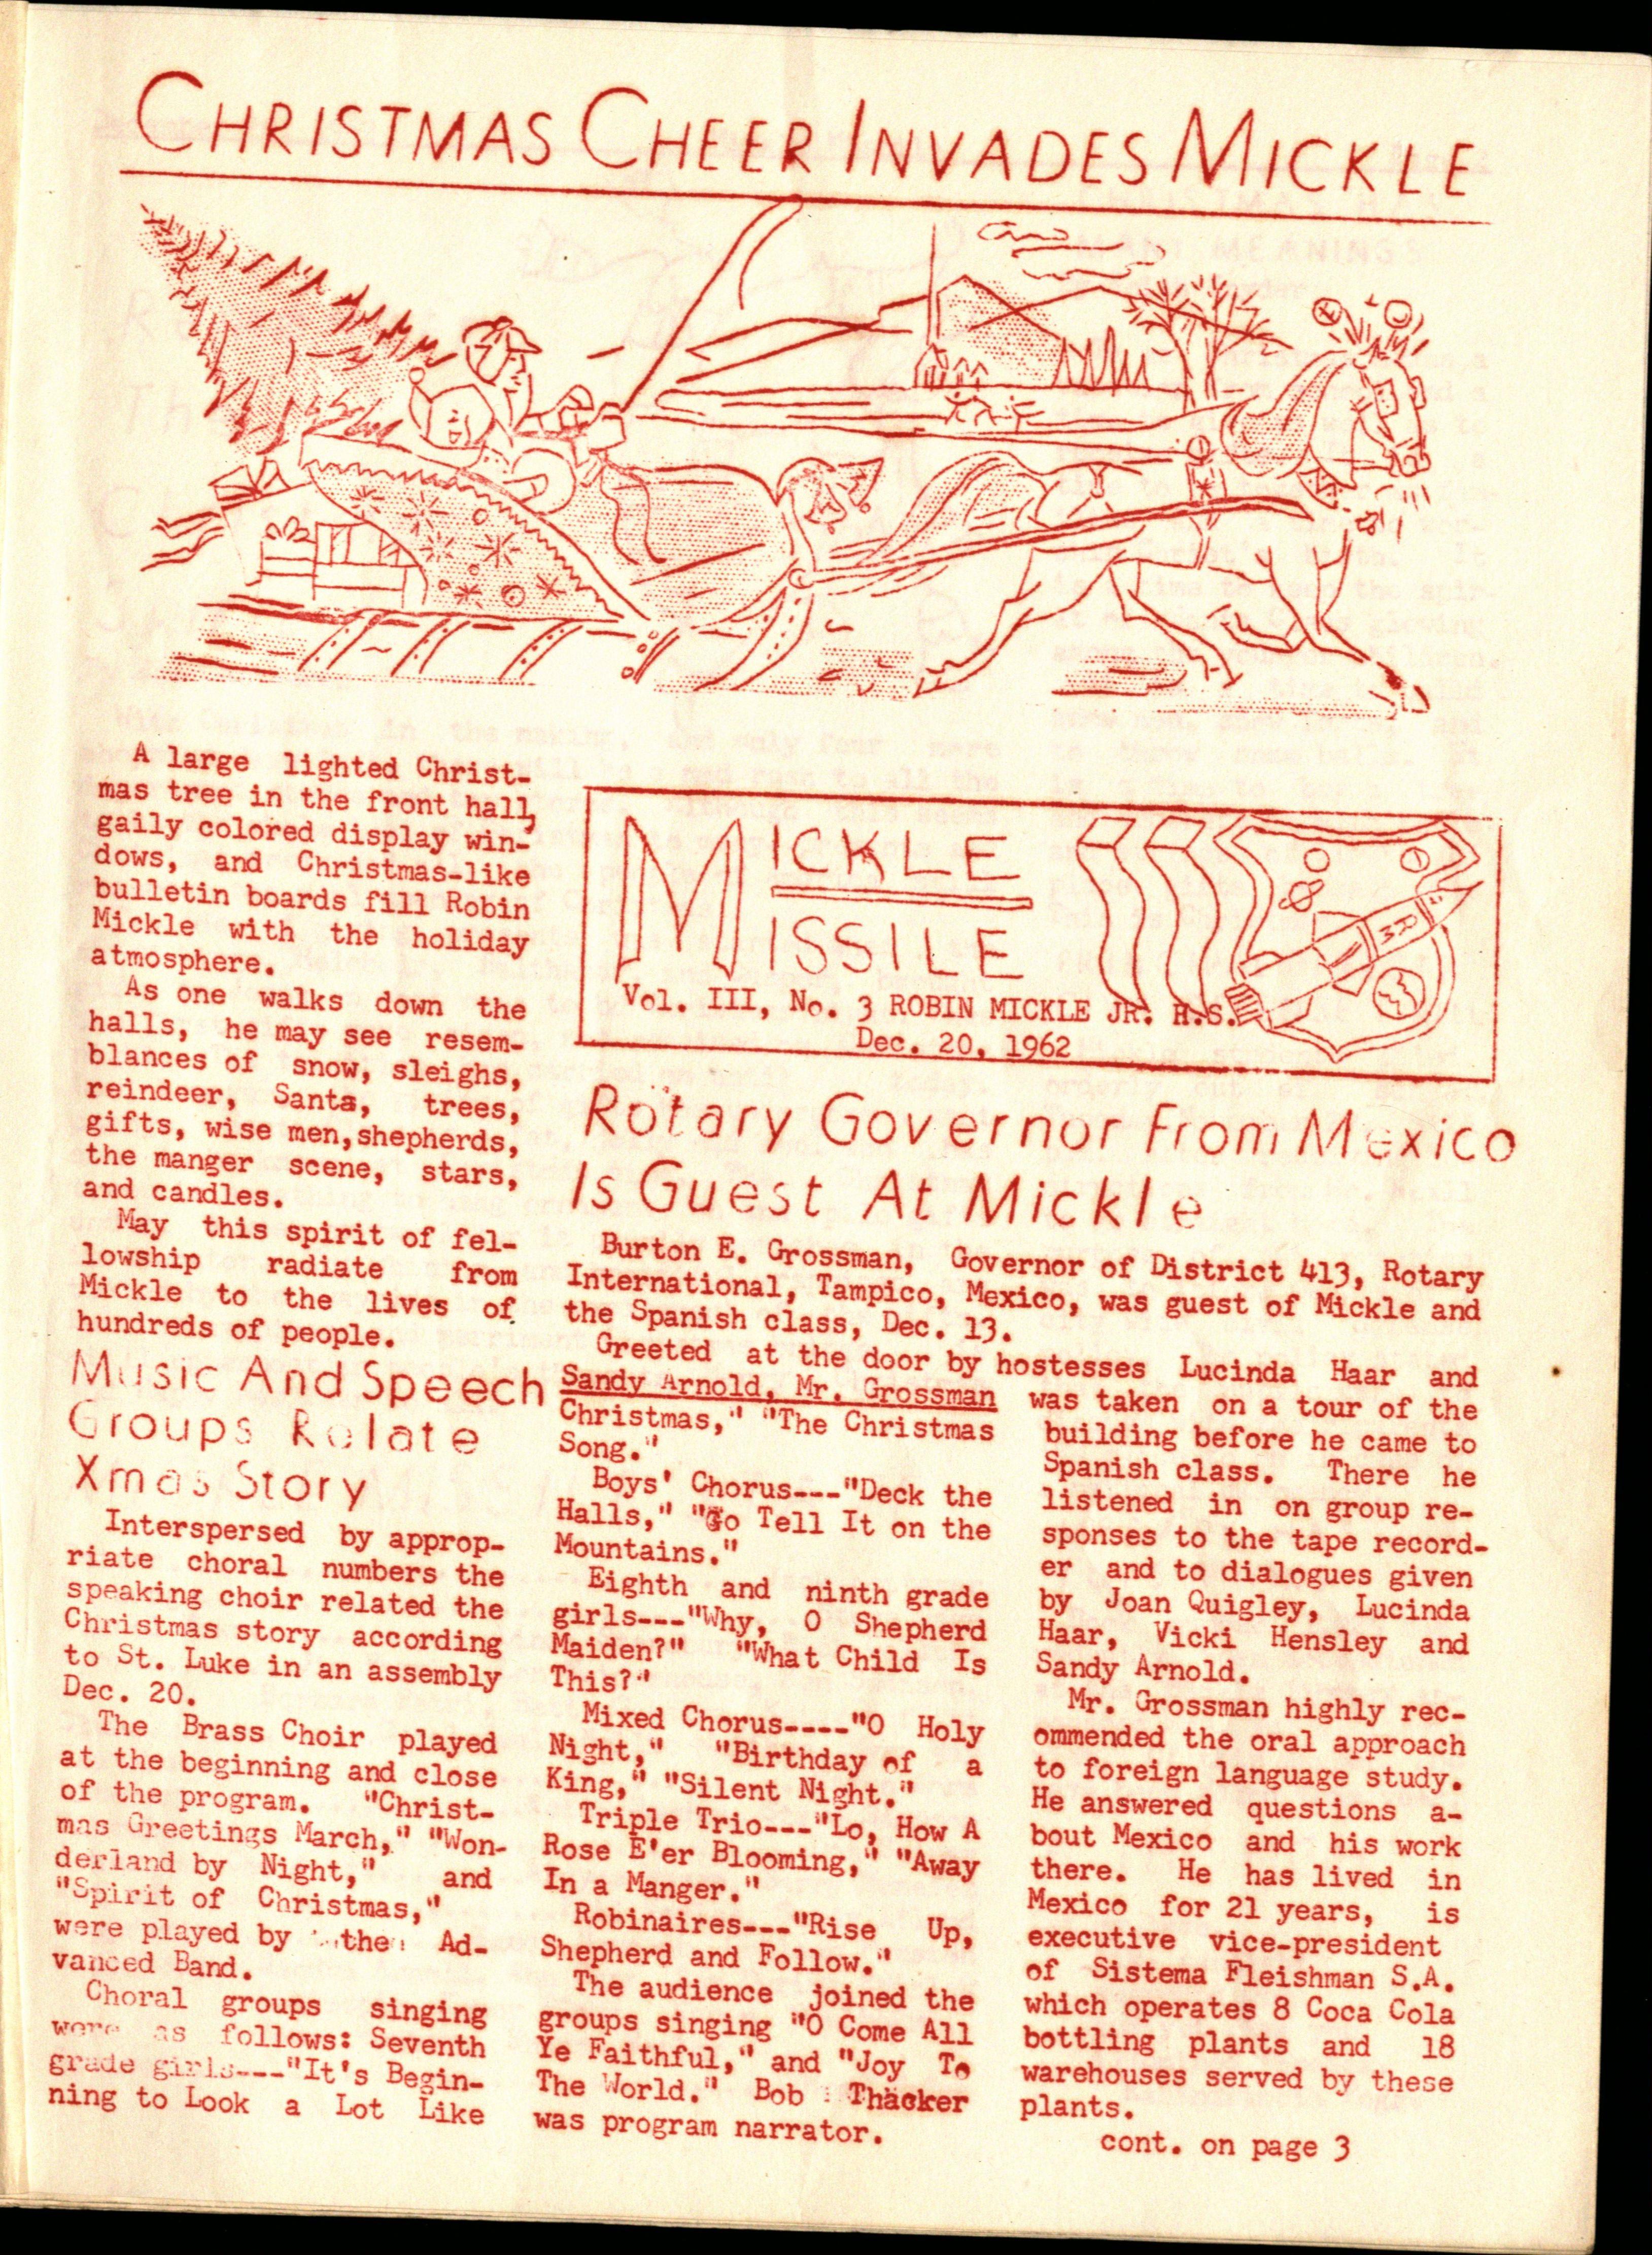 CHRISTMAS CHEER INVADES MICKLE
A large lighted Christ-
mas tree in the front hall,
gaily colored display win-
dows, and Christmas-like
bulletin boards fill Robin
Mickle with the holiday
atmosphere.
As one walks down the
halls, he may see resem-
blances of snow, sleighs,
reindeer, Santa, trees,
gifts, wise men, shepherds,
the manger scene, stars,
and candles.
May this spirit of fel-
lowship radiate from
Mickle to the lives of
hundreds of people.
MICKLE
MISSILE
Vol. III, No. 3 ROBIN MICKLE JR. H.S.
Dec. 20, 1962
Rotary Governor From Mexico
Is Guest At Mickle
Burton E. Grossman, Governor of District 413, Rotary
International, Tampico, Mexico, was guest of Mickle and
the Spanish class, Dec. 13.
Greeted at the door by hostesses Lucinda Haar and
Sandy Arnold, Mr. Grossman was taken on a tour of the
building before he came to
Spanish class. There he
listened in on group re-
sponses to the tape record-
er and to dialogues given
by Joan Quigley, Lucinda
Haar, Vicki Hensley and
Sandy Arnold.
Mr. Grossman highly rec-
ommended the oral approach
to foreign language study.
He answered questions a-
bout Mexico and his work
there. He has lived in
Mexico for 21 years, is
executive vice-president
of Sistema Fleishman S.A.
which operates 8 Coca Cola
bottling plants and 18
warehouses served by these
plants.
cont. on page 3
Music And Speech
Groups Relate
Xmas Story
Interspersed by approp-
riate choral numbers the
speaking choir related the
Christmas story according
to St. Luke in an assembly
Dec. 20.
The Brass Choir played
at the beginning and close
of the program. "Christ-
mas Greetings March," "Won-
derland by Night," and
"Spirit of Christmas,"
were played by the Ad-
vanced Band.
Choral groups singing
were as follows: Seventh
grade girls---"It's Begin-
ning to Look a Lot Like
Christmas," "The Christmas
Song."
Boys' Chorus---"Deck the
Halls," "Go Tell It on the
Mountains."
Eighth and ninth grade
girls---"Why, O Shepherd
Maiden?" "What Child Is
This?"
Mixed Chorus----"O Holy
Night," "Birthday of a
King," "Silent Night."
Triple Trio---"Lo, How A
Rose E'er Blooming," "Away
In a Manger."
Robinaires---"Rise Up,
Shepherd and Follow."
The audience joined the
groups singing "O Come All
Ye Faithful," and "Joy To
The World." Bob Thacker
was program narrator.